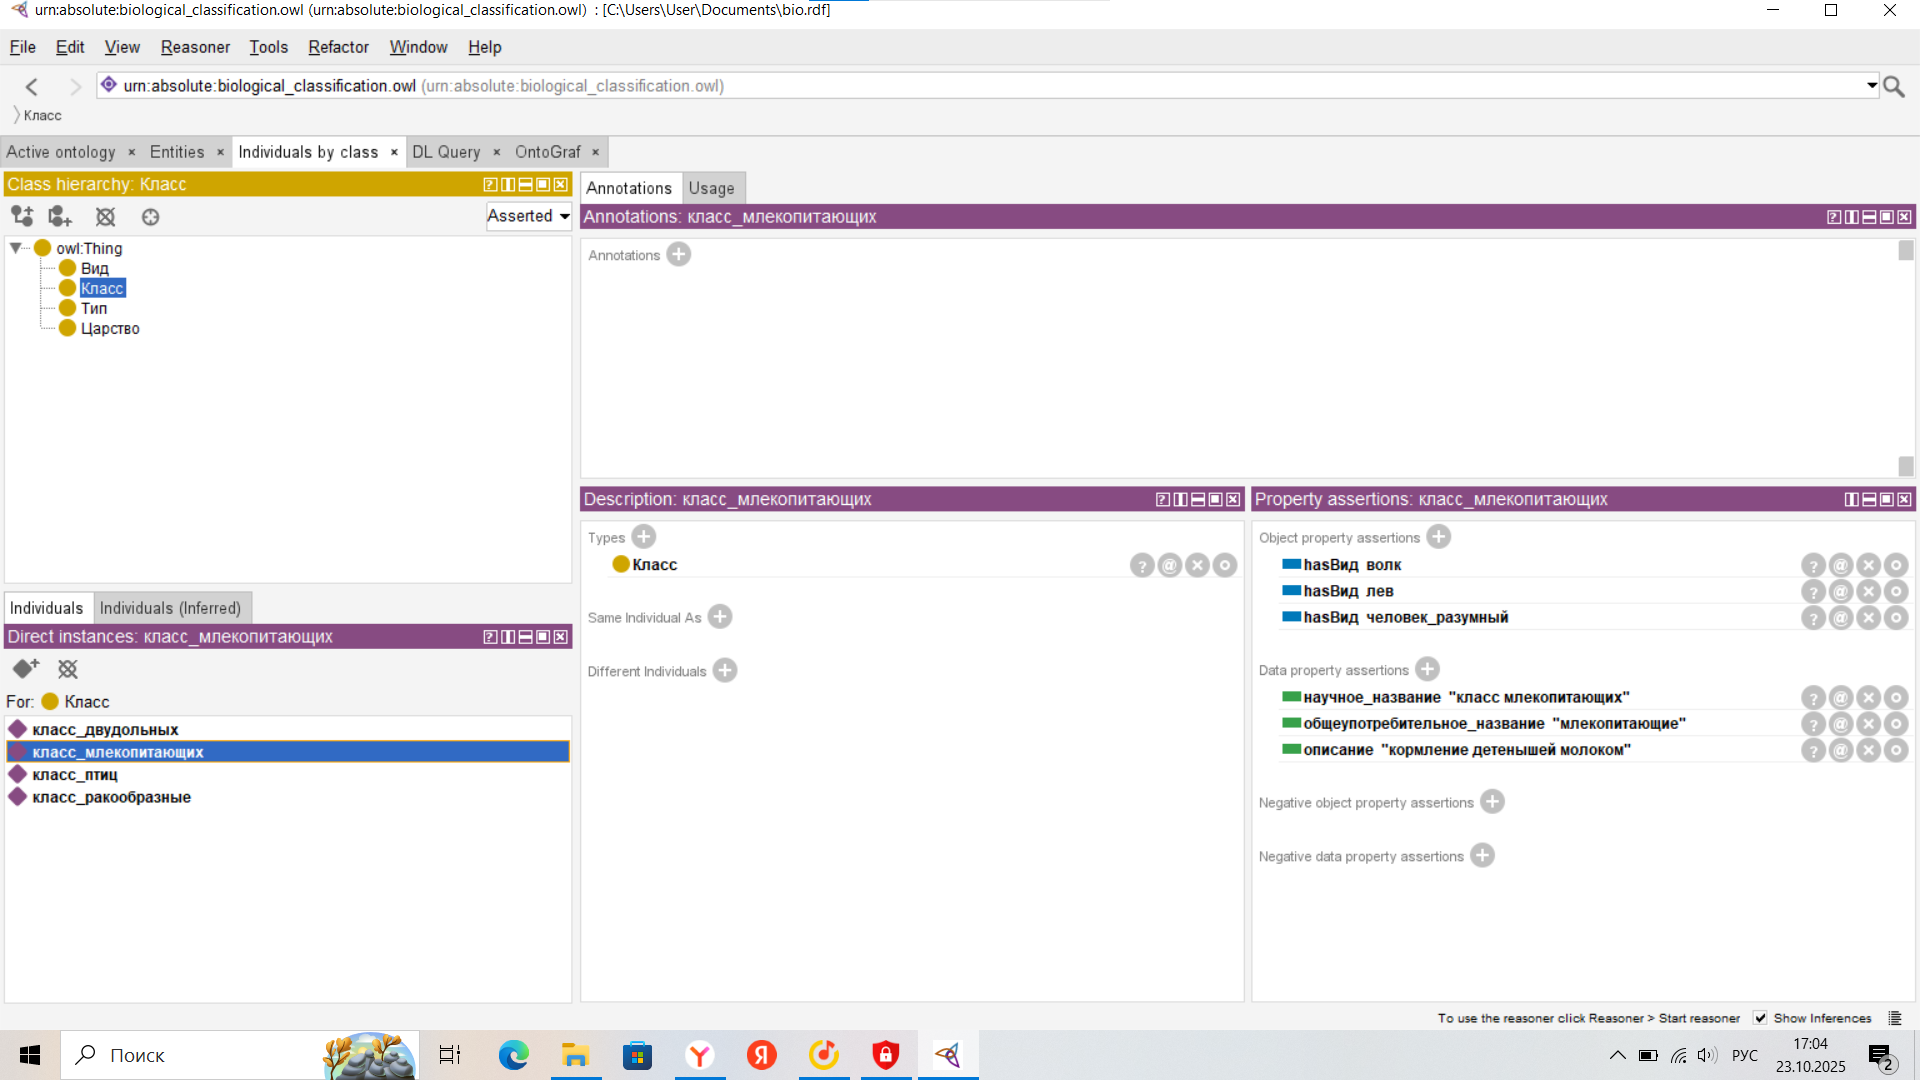 urn:absolute:biological_classification.owl (urn:absolute:biological_classification.owl) : [C:\Users\User\Documents\bio.rdf]
File Edit View Reasoner Tools Refactor Window Help
urn:absolute:biological_classification.owl (urn:absolute:biological_classification.owl)
Класс
Active ontology × Entities × Individuals by class × DL Query × OntoGraf ×
Class hierarchy: Класс
Asserted
owl:Thing
Вид
Класс
Тип
Царство
Annotations Usage
Annotations: класс_млекопитающих
Annotations
Individuals Individuals (Inferred)
Direct instances: класс_млекопитающих
For: Класс
класс_двудольных
класс_млекопитающих
класс_птиц
класс_ракообразные
Description: класс_млекопитающих
Types
Класс
Same Individual As
Different Individuals
Property assertions: класс_млекопитающих
Object property assertions
hasВид волк
hasВид лев
hasВид человек_разумный
Data property assertions
научное_название "класс млекопитающих"
общеупотребительное_название "млекопитающие"
описание "кормление детенышей молоком"
Negative object property assertions
Negative data property assertions
To use the reasoner click Reasoner > Start reasoner Show Inferences
Поиск
РУС
17:04
23.10.2025
2